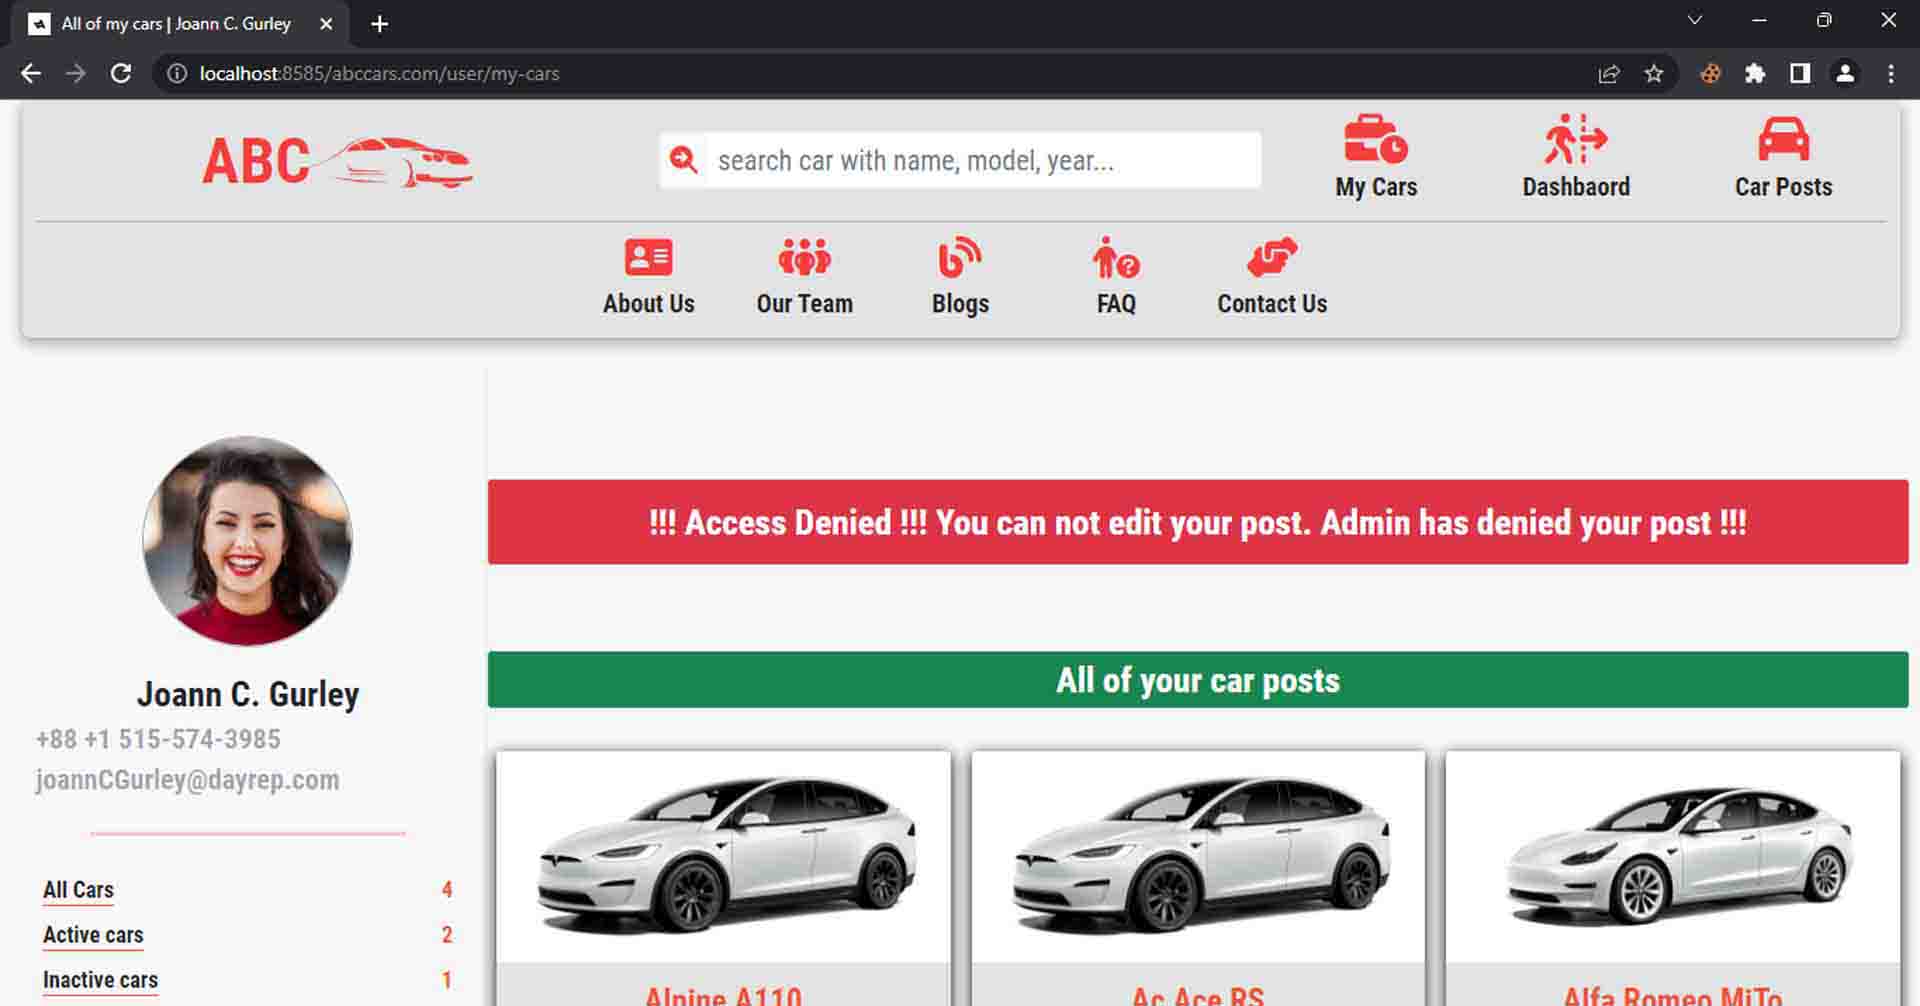 All of my cars | Joann C. Gurley
localhost:8585/abccars.com/user/my-cars
ABC
search car with name, model, year...
My Cars
Dashbaord
Car Posts
About Us
Our Team
Blogs
FAQ
Contact Us
!!! Access Denied !!! You can not edit your post. Admin has denied your post !!!
Joann C. Gurley
+88 +1 515-574-3985
joannCGurley@dayrep.com
All Cars 4
Active cars 2
Inactive cars 1
All of your car posts
Alpine A110
Ac Ace RS
Alfa Romeo MiTo